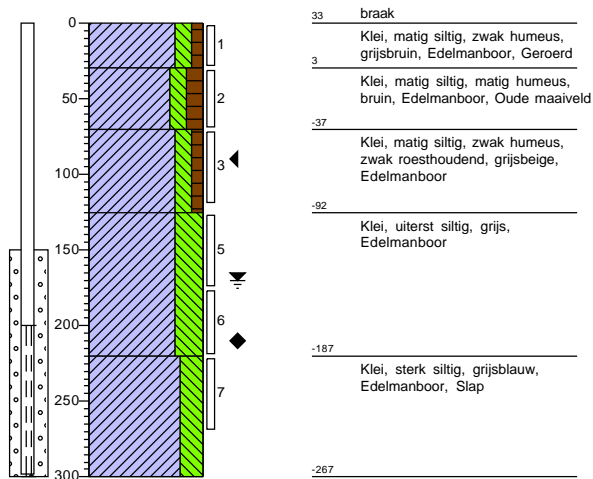 0
50
100
150
200
250
300
1
2
3
5
6
7
33 braak
Klei, matig siltig, zwak humeus,
grijsbruin, Edelmanboor, Geroerd
3
Klei, matig siltig, matig humeus,
bruin, Edelmanboor, Oude maaiveld
-37
Klei, matig siltig, zwak humeus,
zwak roesthoudend, grijsbeige,
Edelmanboor
-92
Klei, uiterst siltig, grijs,
Edelmanboor
-187
Klei, sterk siltig, grijsblauw,
Edelmanboor, Slap
-267